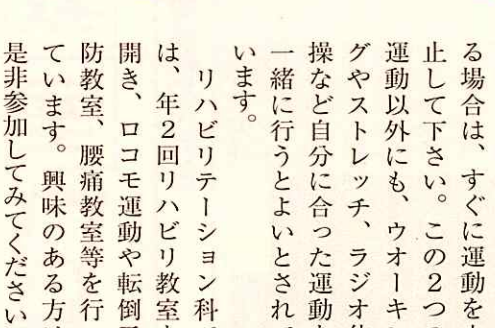 る場合は、すぐに運動を
止して下さい。この2つ
運動以外にも、ウオーキ
グやストレッチ、ラジオ
操など自分に合った運動
一緒に行うとよいとされ
います。
リハビリテーション科
は、年2回リハビリ教室
開き、ロコモ運動や転倒
防教室、腰痛教室等を行
ています。興味のある方
是非参加してみてください